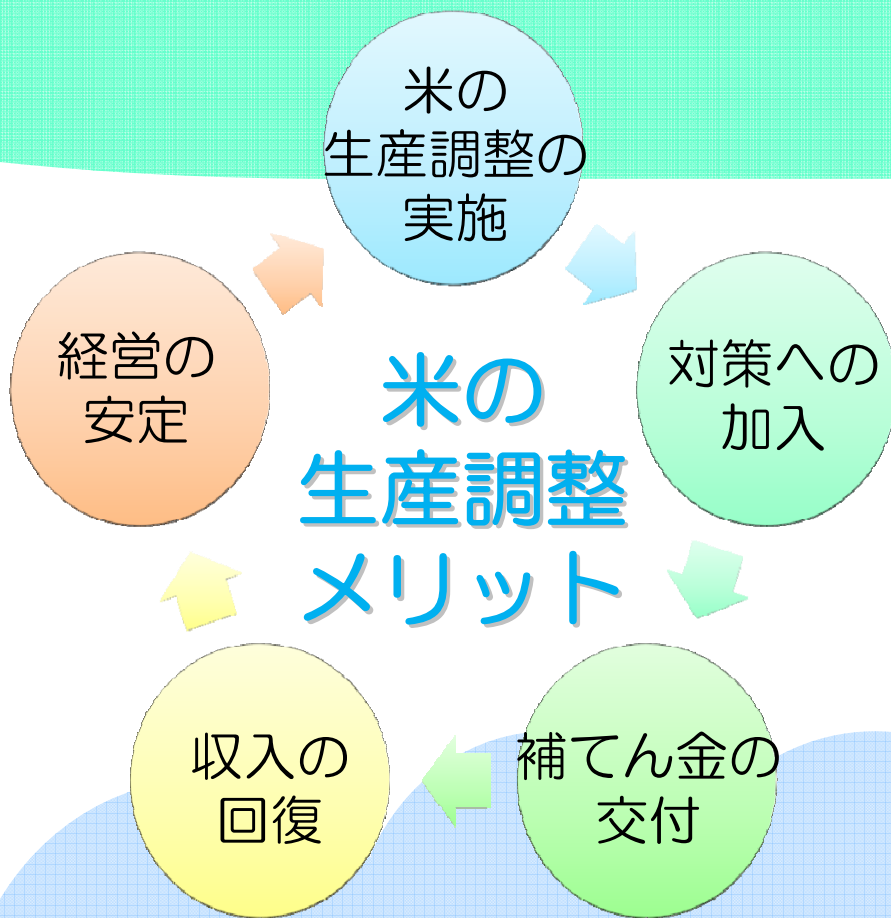 米の
生産調整の
実施
対策への
加入
補てん金の
交付
収入の
回復
経営の
安定
米の
生産調整
メリット